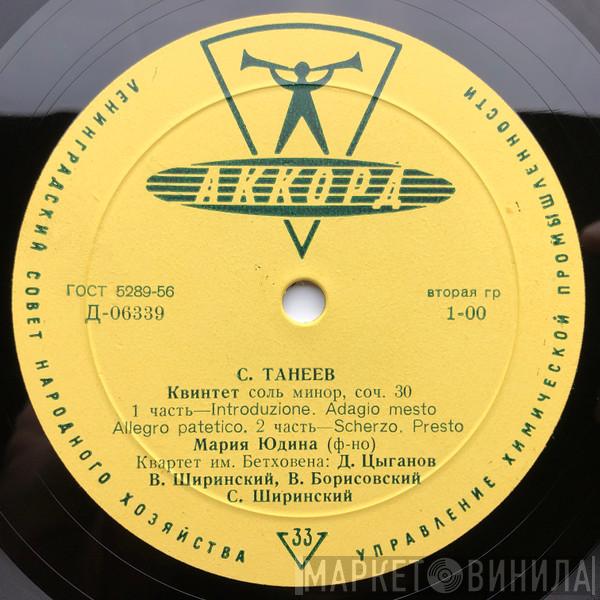 ЛЕНИНГРАДСКИЙ СОВЕТ НАРОДНОГО ХОЗЯЙСТВА
УПРАВЛЕНИЕ ХИМИЧЕСКОЙ ПРОМЫШЛЕННОСТИ
АККОРД
ГОСТ 5289-56
вторая гр
Д-06339
1-00
С. ТАНЕЕВ
Квинтет соль минор, соч. 30
1 часть—Introduzione. Adagio mesto
Allegro patetico. 2 часть—Scherzo. Presto
Мария Юдина (ф-но)
Квартет им. Бетховена: Д. Цыганов
В. Ширинский, В. Борисовский
С. Ширинский
33
МАРКЕТ ВИНИЛА